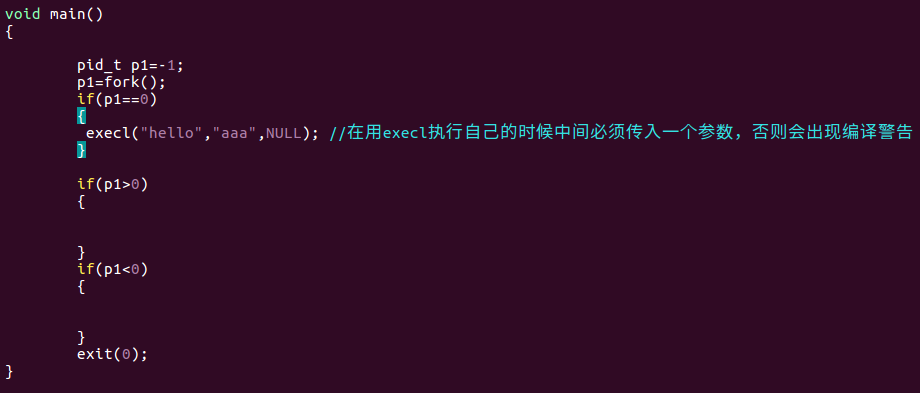 void main()
{
pid_t p1=-1;
p1=fork();
if(p1==0)
{
execl("hello","aaa",NULL); //在用execl执行自己的时候中间必须传入一个参数，否则会出现编译警告
}
if(p1>0)
{
}
if(p1<0)
{
}
exit(0);
}